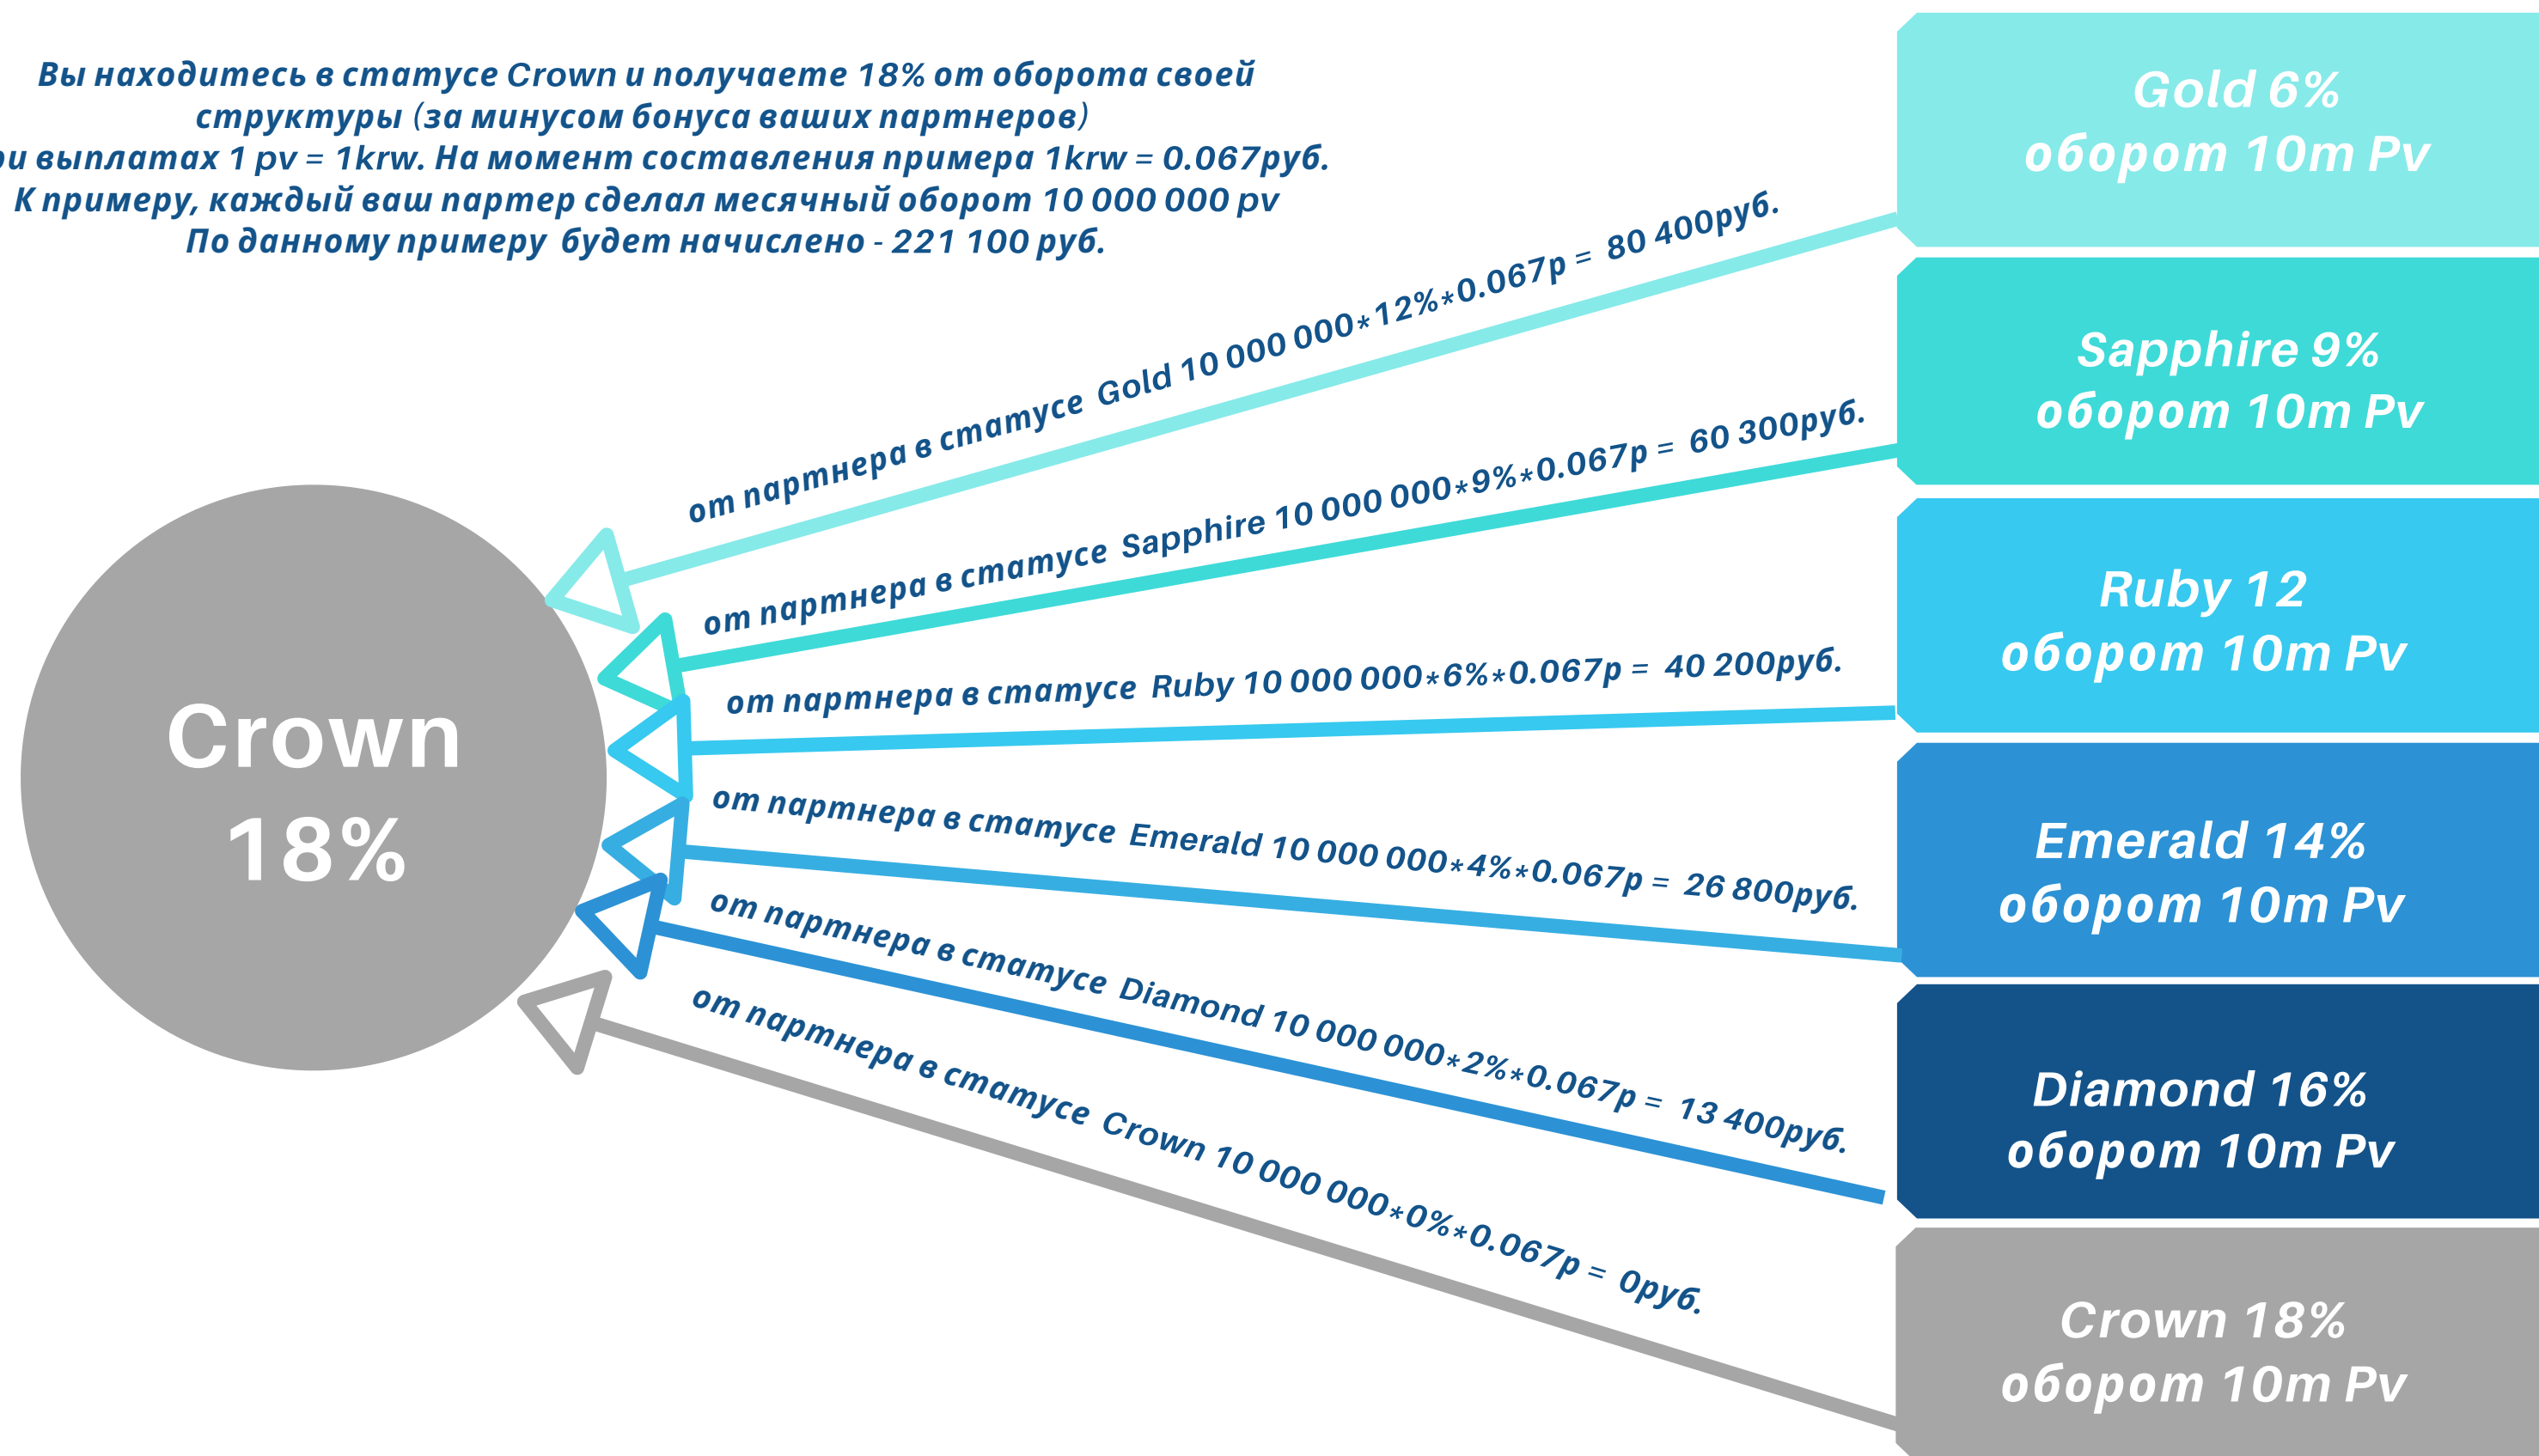 Вы находитесь в статусе Crown и получаете 18% от оборота своей
структуры (за минусом бонуса ваших партнеров)
ри выплатах 1 pv = 1krw. На момент составления примера 1krw = 0.067руб.
К примеру, каждый ваш партер сделал месячный оборот 10 000 000 pv
По данному примеру будет начислено - 221 100 руб.
Gold 6%
оборот 10m Pv
от партнера в статусе Gold 10 000 000*12%*0.067р = 80 400руб.
Sapphire 9%
оборот 10m Pv
от партнера в статусе Sapphire 10 000 000*9%*0.067р = 60 300руб.
Ruby 12
оборот 10m Pv
от партнера в статусе Ruby 10 000 000*6%*0.067р = 40 200руб.
Crown
18%
Emerald 14%
оборот 10m Pv
от партнера в статусе Emerald 10 000 000*4%*0.067р = 26 800руб.
Diamond 16%
оборот 10m Pv
от партнера в статусе Diamond 10 000 000*2%*0.067р = 13 400руб.
Crown 18%
оборот 10m Pv
от партнера в статусе Crown 10 000 000*0%*0.067р = 0руб.